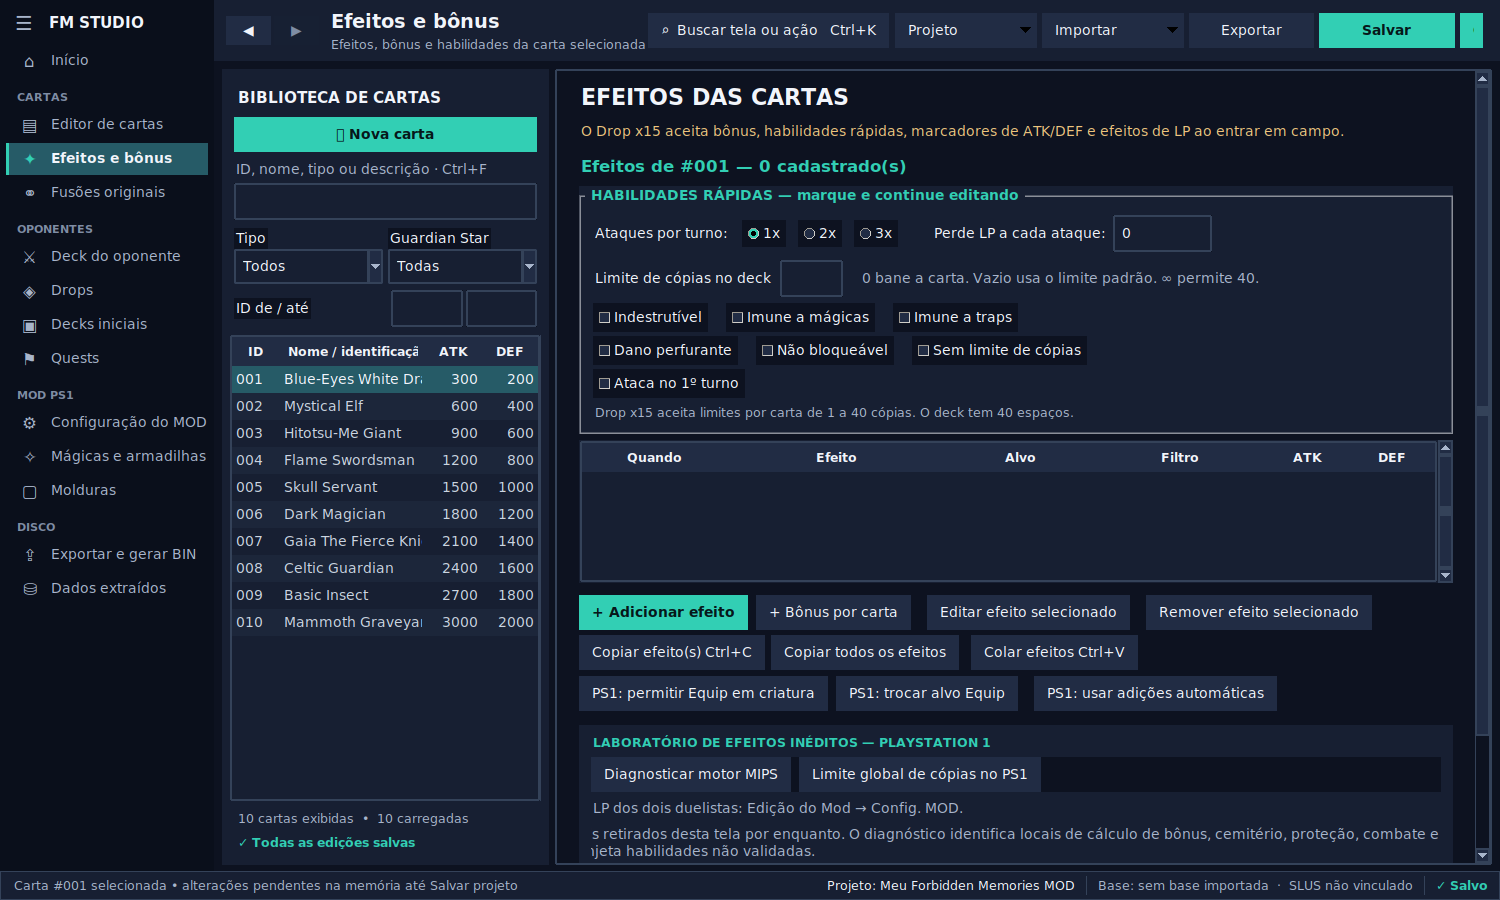 FM STUDIO
Início
CARTAS
Editor de cartas
Efeitos e bônus
Fusões originais
OPONENTES
Deck do oponente
Drops
Decks iniciais
Quests
MOD PS1
Configuração do MOD
Mágicas e armadilhas
Molduras
DISCO
Exportar e gerar BIN
Dados extraídos
Efeitos e bônus
Efeitos, bônus e habilidades da carta selecionada
Buscar tela ou ação Ctrl+K
Projeto
Importar
Exportar
Salvar
BIBLIOTECA DE CARTAS
Nova carta
ID, nome, tipo ou descrição · Ctrl+F
Tipo Guardian Star
Todos Todas
ID de / até
ID Nome / identificaçã ATK DEF
001 Blue-Eyes White Dra 300 200
002 Mystical Elf 600 400
003 Hitotsu-Me Giant 900 600
004 Flame Swordsman 1200 800
005 Skull Servant 1500 1000
006 Dark Magician 1800 1200
007 Gaia The Fierce Kni 2100 1400
008 Celtic Guardian 2400 1600
009 Basic Insect 2700 1800
010 Mammoth Graveyar 3000 2000
10 cartas exibidas • 10 carregadas
✓ Todas as edições salvas
EFEITOS DAS CARTAS
O Drop x15 aceita bônus, habilidades rápidas, marcadores de ATK/DEF e efeitos de LP ao entrar em campo.
Efeitos de #001 — 0 cadastrado(s)
HABILIDADES RÁPIDAS — marque e continue editando
Ataques por turno: 1x 2x 3x Perde LP a cada ataque: 0
Limite de cópias no deck 0 bane a carta. Vazio usa o limite padrão. ∞ permite 40.
Indestrutível Imune a mágicas Imune a traps
Dano perfurante Não bloqueável Sem limite de cópias
Ataca no 1º turno
Drop x15 aceita limites por carta de 1 a 40 cópias. O deck tem 40 espaços.
Quando Efeito Alvo Filtro ATK DEF
+ Adicionar efeito + Bônus por carta Editar efeito selecionado Remover efeito selecionado
Copiar efeito(s) Ctrl+C Copiar todos os efeitos Colar efeitos Ctrl+V
PS1: permitir Equip em criatura PS1: trocar alvo Equip PS1: usar adições automáticas
LABORATÓRIO DE EFEITOS INÉDITOS — PLAYSTATION 1
Diagnosticar motor MIPS Limite global de cópias no PS1
LP dos dois duelistas: Edição do Mod → Config. MOD.
s retirados desta tela por enquanto. O diagnóstico identifica locais de cálculo de bônus, cemitério, proteção, combate e
njeta habilidades não validadas.
Carta #001 selecionada • alterações pendentes na memória até Salvar projeto
Projeto: Meu Forbidden Memories MOD
Base: sem base importada · SLUS não vinculado
✓ Salvo